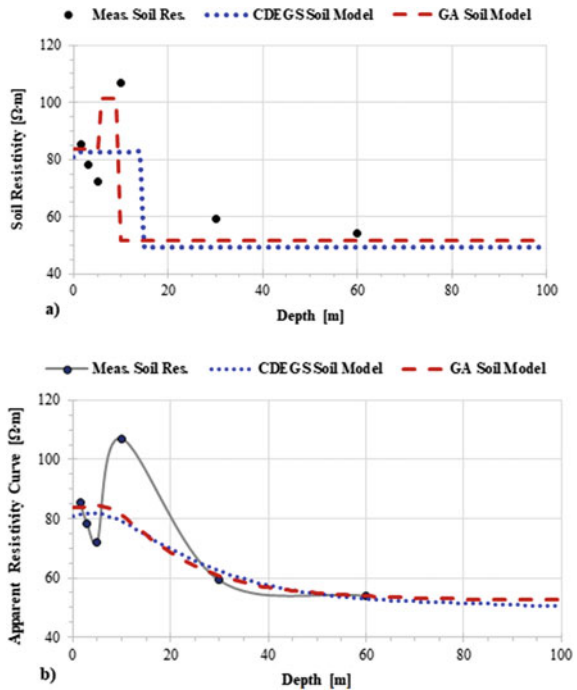 Meas. Soil Res. CDEGS Soil Model GA Soil Model
120
100
80
60
40
Soil Resistivity [Ω·m]
0 20 40 60 80 100
Depth [m]
a)
Meas. Soil Res. CDEGS Soil Model GA Soil Model
120
100
80
60
40
Apparent Resistivity Curve [Ω·m]
0 20 40 60 80 100
Depth [m]
b)